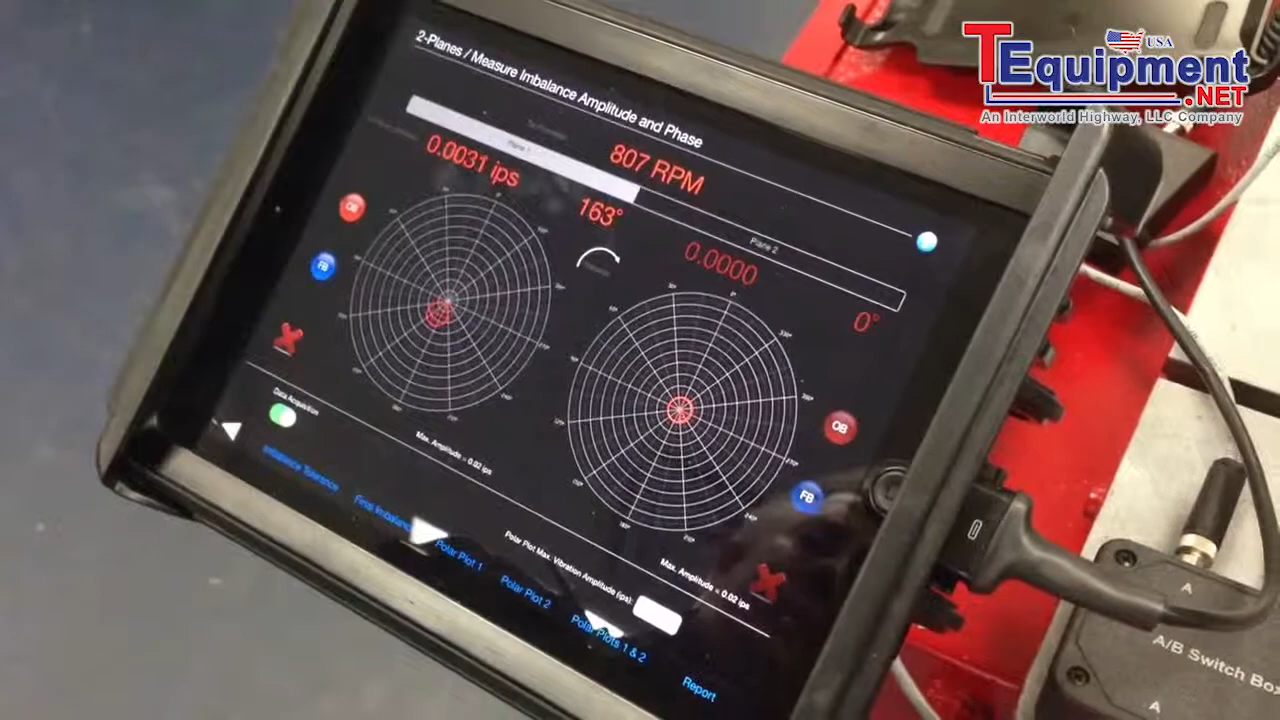 TEquipment
USA
.NET
An Interworld Highway, LLC Company
2-Planes / Measure Imbalance Amplitude and Phase
Plane 1
807 RPM
0.0031 ips
163°
Plane 2
0.0000
0°
OB
FB
OB
FB
Data Acquisition
Max. Amplitude = 0.02 ips
Max. Amplitude = 0.02 ips
Polar Plot Max. Vibration Amplitude (ips):
Imbalance Tolerance
Final Imbalance
Polar Plot 1
Polar Plot 2
Polar Plots 1 & 2
Report
A
A/B Switch Box
A